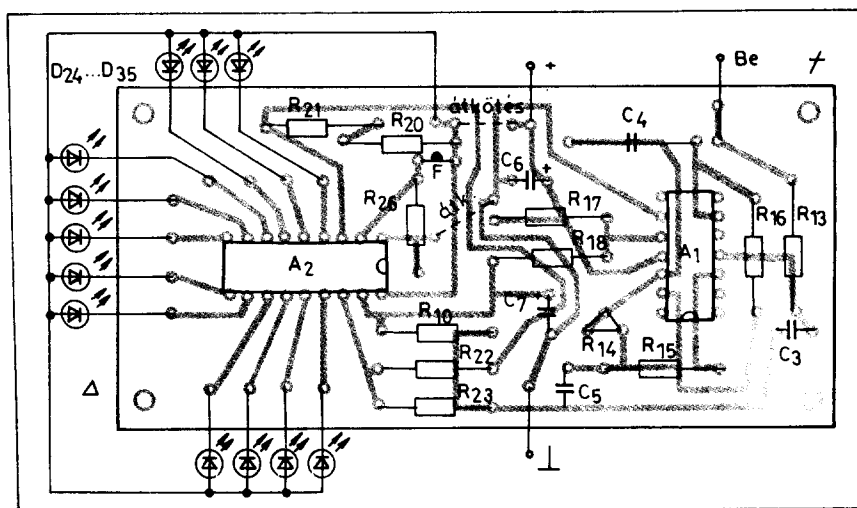 +
Be
D24...D35
R21
átkötés
R20
C4
F
C6
+
R26
R17
R16
R13
R18
A2
A1
C7
R10
R14
R15
C3
R22
C5
R23
⊥